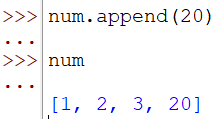 >>> num.append(20)
...
>>> num
...
[1, 2, 3, 20]